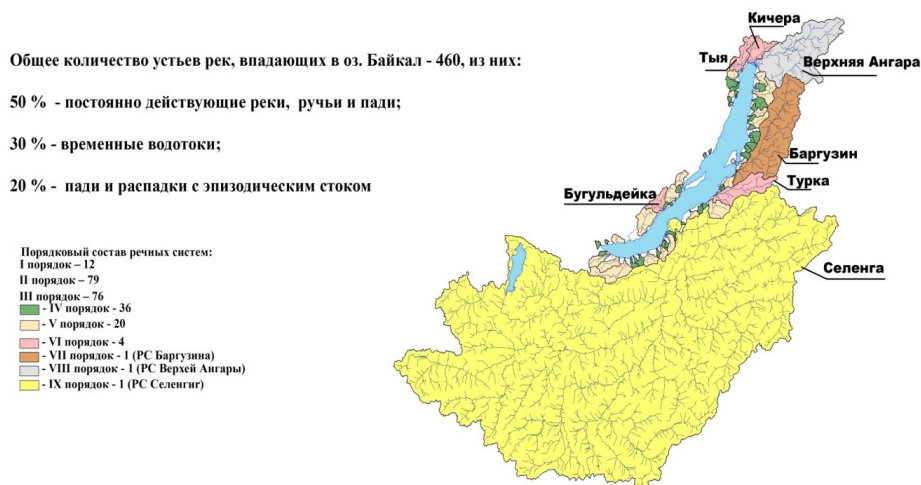 Общее количество устьев рек, впадающих в оз. Байкал - 460, из них:
50 % - постоянно действующие реки, ручьи и пади;
30 % - временные водотоки;
20 % - пади и распадки с эпизодическим стоком
Порядковый состав речных систем:
I порядок – 12
II порядок – 79
III порядок – 76
- IV порядок - 36
- V порядок - 20
- VI порядок - 4
- VII порядок - 1 (РС Баргузина)
- VIII порядок - 1 (РС Верхей Ангары)
- IX порядок - 1 (РС Селенгиг)
Кичера
Тыя
Верхняя Ангара
Баргузин
Турка
Бугульдейка
Селенга